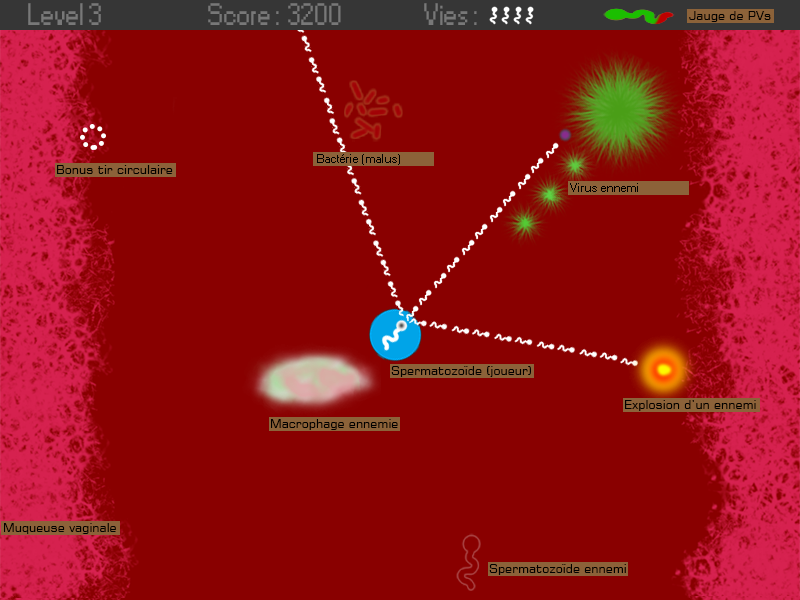 Level 3 Score : 3200 Vies : Jauge de PVs
Bactérie (malus)
Bonus tir circulaire
Virus ennemi
Spermatozoïde (joueur)
Explosion d'un ennemi
Macrophage ennemie
Muqueuse vaginale
Spermatozoïde ennemi